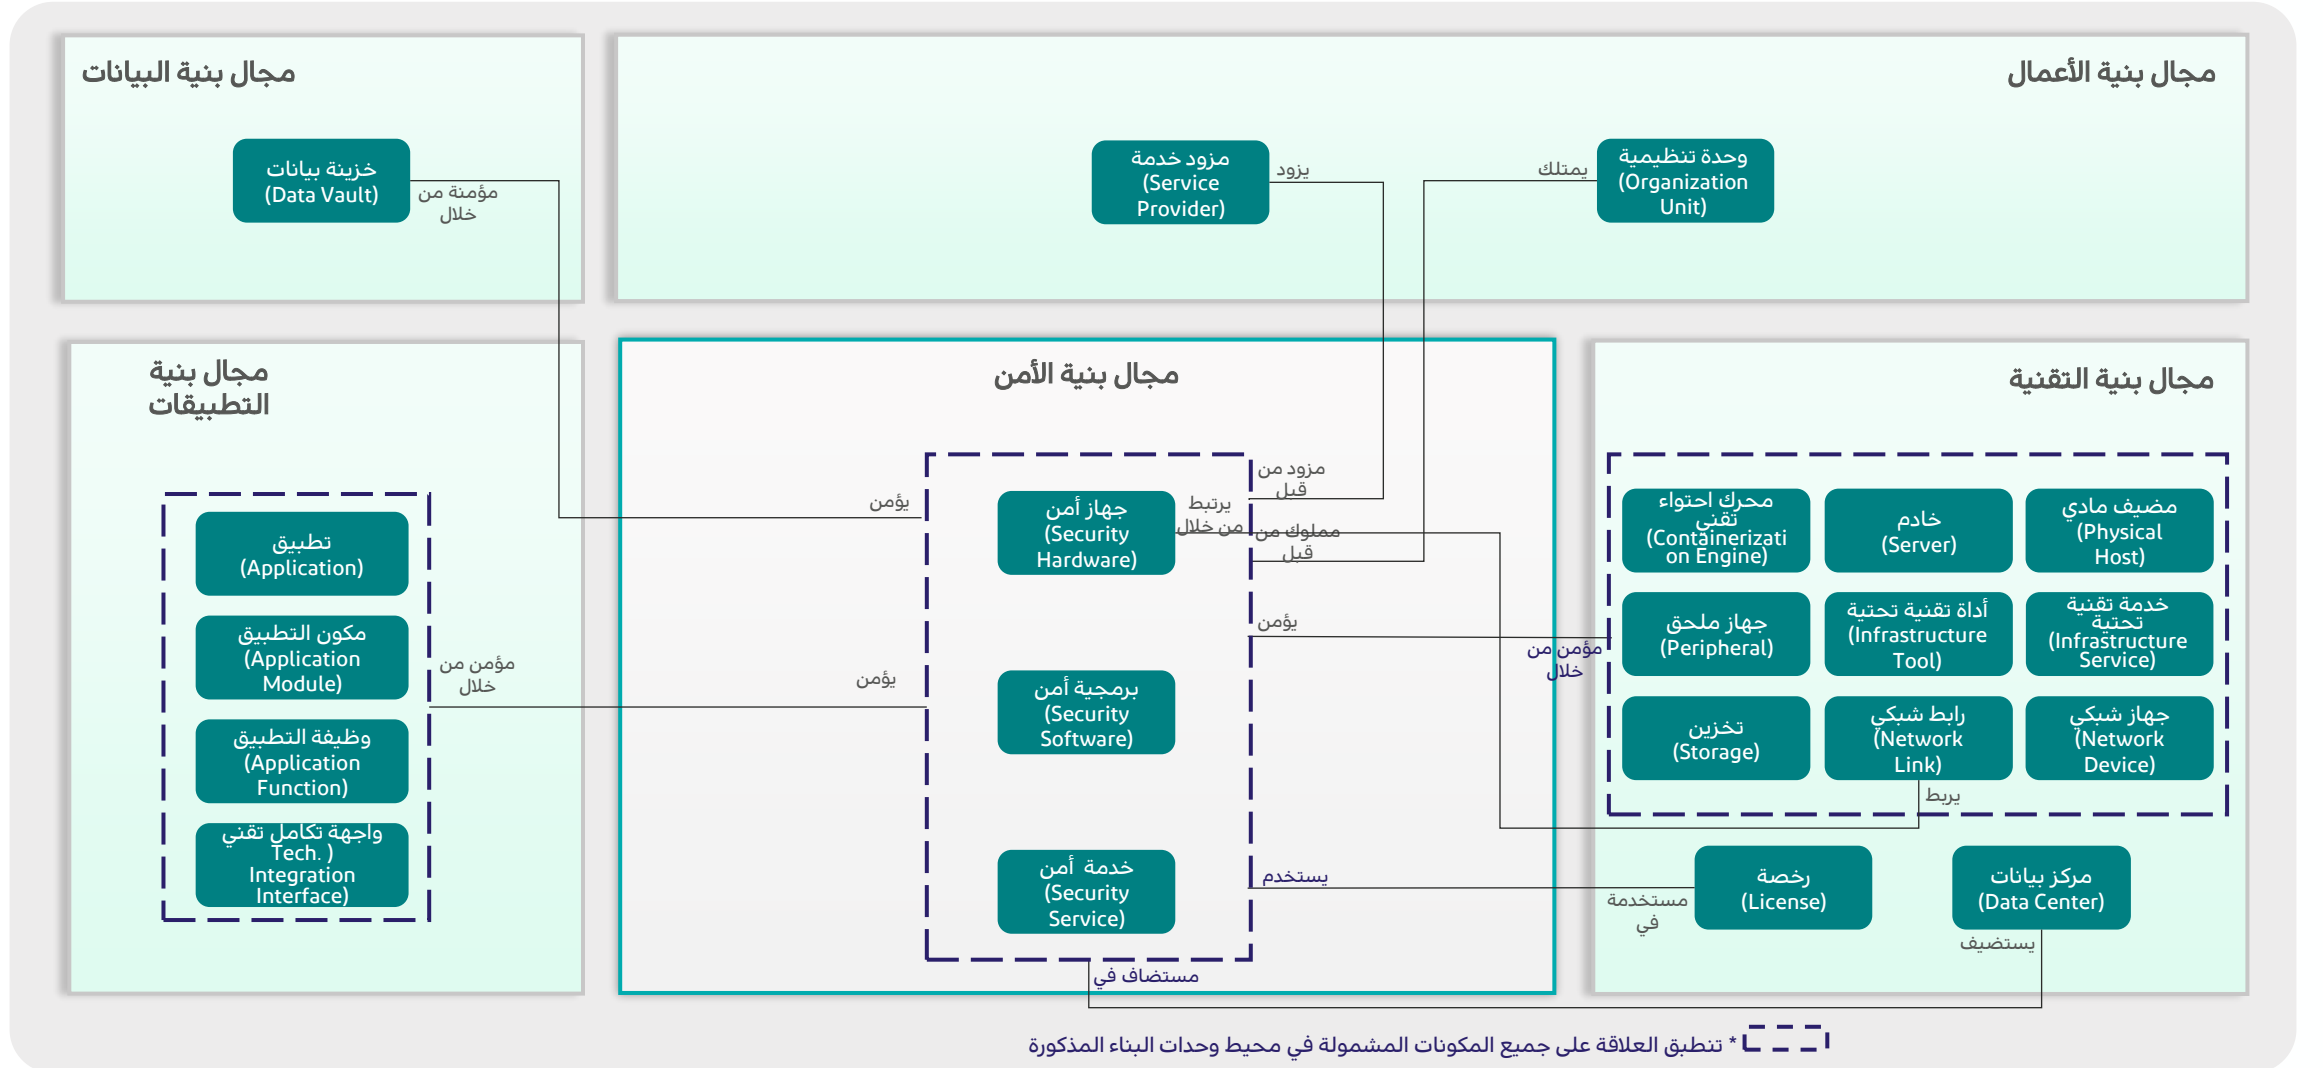 مجال بنية الأعمال
وحدة تنظيمية
(Organization
Unit)
يمتلك
مزود خدمة
(Service
Provider)
يزود
مجال بنية البيانات
خزينة بيانات
(Data Vault)
مؤمنة من
خلال
مجال بنية التقنية
مضيف مادي
(Physical
Host)
خادم
(Server)
محرك احتواء
تقني
(Containerizati
on Engine)
خدمة تقنية
تحتية
(Infrastructure
Service)
أداة تقنية تحتية
(Infrastructure
Tool)
جهاز ملحق
(Peripheral)
جهاز شبكي
(Network
Device)
رابط شبكي
(Network
Link)
تخزين
(Storage)
يربط
مركز بيانات
(Data Center)
يستضيف
رخصة
(License)
مستخدمة
في
مؤمن من
خلال
مجال بنية الأمن
مزود من
قبل
يرتبط
من خلال
مملوك من
قبل
يؤمن
يستخدم
جهاز أمن
(Security
Hardware)
برمجية أمن
(Security
Software)
خدمة أمن
(Security
Service)
يؤمن
يؤمن
مستضاف في
مجال بنية
التطبيقات
تطبيق
(Application)
مكون التطبيق
(Application
Module)
وظيفة التطبيق
(Application
Function)
واجهة تكامل تقني
Tech. )
Integration
Interface)
مؤمن من
خلال
* تنطبق العلاقة على جميع المكونات المشمولة في محيط وحدات البناء المذكورة